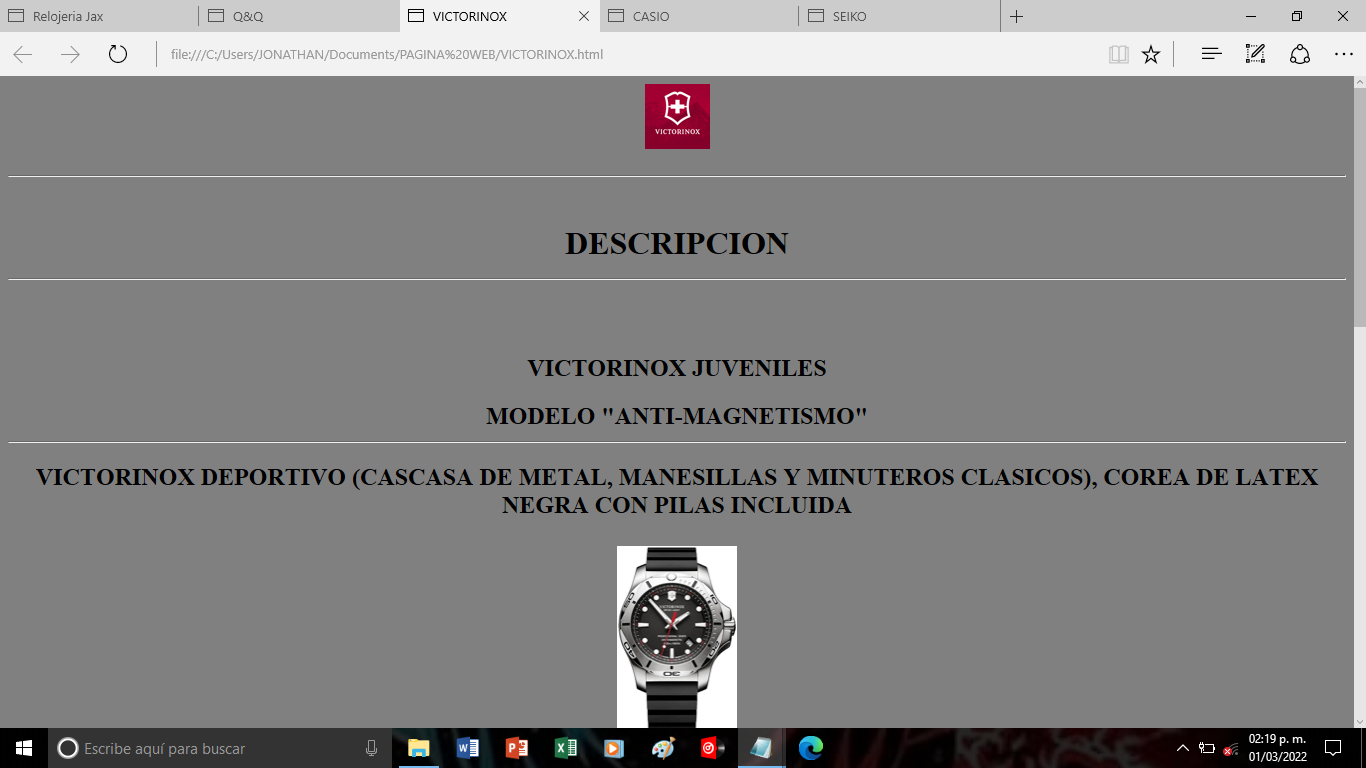 Relojeria Jax
Q&Q
VICTORINOX
CASIO
SEIKO
file:///C:/Users/JONATHAN/Documents/PAGINA%20WEB/VICTORINOX.html
VICTORINOX
DESCRIPCION
VICTORINOX JUVENILES
MODELO "ANTI-MAGNETISMO"
VICTORINOX DEPORTIVO (CASCASA DE METAL, MANESILLAS Y MINUTEROS CLASICOS), COREA DE LATEX
NEGRA CON PILAS INCLUIDA
VICTORINOX
Escribe aquí para buscar
02:19 p. m.
01/03/2022